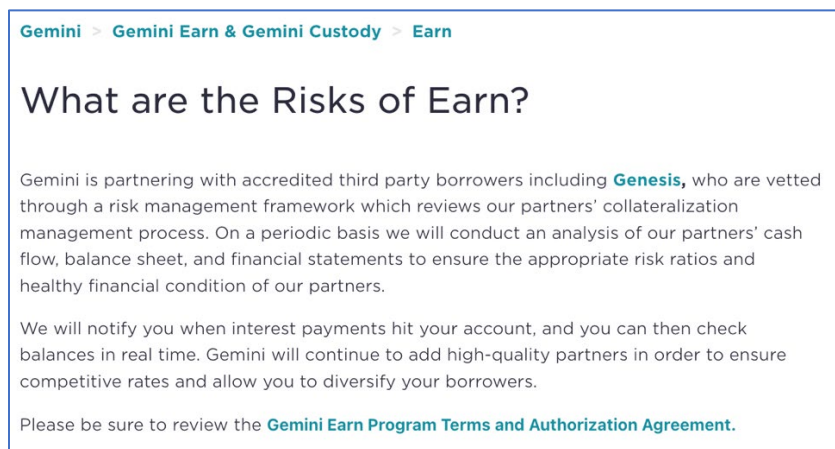 Gemini > Gemini Earn & Gemini Custody > Earn
What are the Risks of Earn?
Gemini is partnering with accredited third party borrowers including Genesis, who are vetted
through a risk management framework which reviews our partners’ collateralization
management process. On a periodic basis we will conduct an analysis of our partners’ cash
flow, balance sheet, and financial statements to ensure the appropriate risk ratios and
healthy financial condition of our partners.
We will notify you when interest payments hit your account, and you can then check
balances in real time. Gemini will continue to add high-quality partners in order to ensure
competitive rates and allow you to diversify your borrowers.
Please be sure to review the Gemini Earn Program Terms and Authorization Agreement.